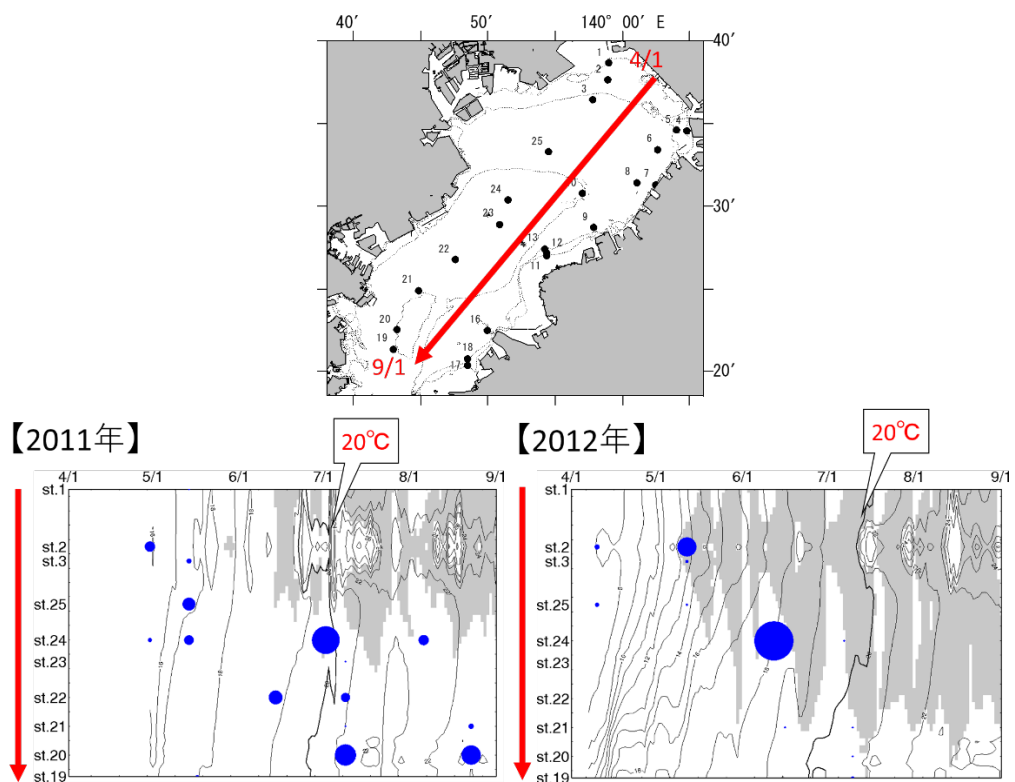 40′ 50′ 140° 00′ E
40′
30′
20′
1
4/1
2
3
5 4
6
25
8 7
24
0
23
9
13
12
22
11
21
20
16
19
18
9/1
17
【2011年】
20℃
4/1 5/1 6/1 7/1 8/1 9/1
st.1
st.2
st.3
st.25
st.24
st.23
st.22
st.21
st.20
st.19
【2012年】
20℃
4/1 5/1 6/1 7/1 8/1 9/1
st.1
st.2
st.3
st.25
st.24
st.23
st.22
st.21
st.20
st.19